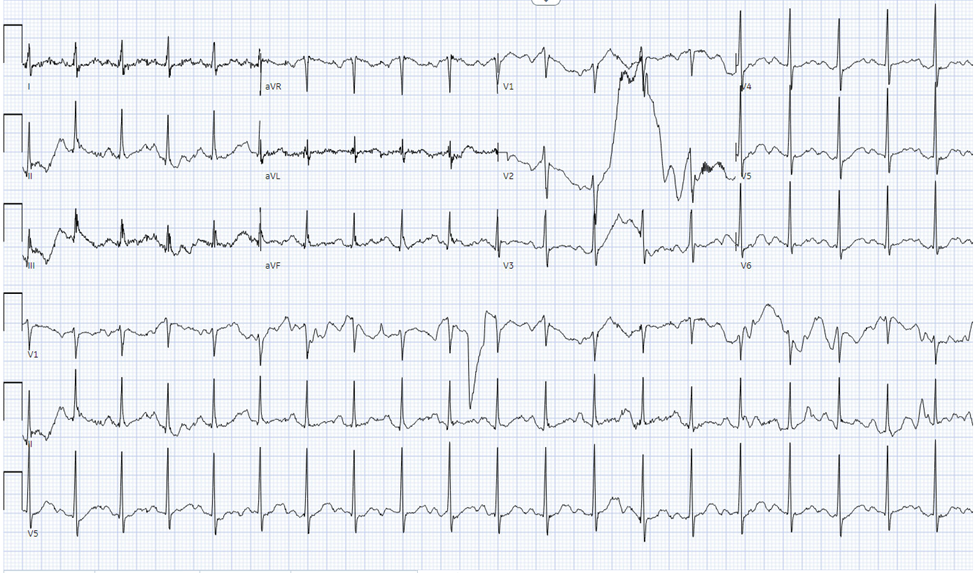 I aVR V1 V4
II aVL V2 V5
III aVF V3 V6
V1
II
V5